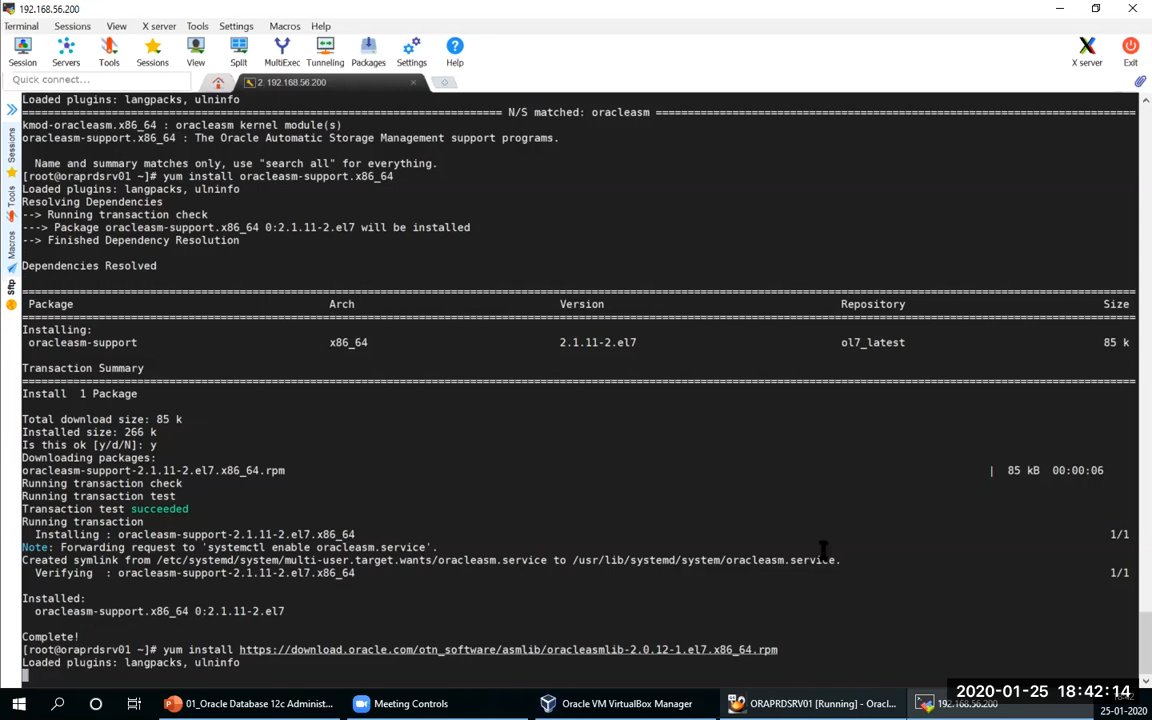 192.168.56.200
Terminal Sessions View X server Tools Settings Macros Help
Session Servers Tools Sessions View Split MultiExec Tunneling Packages Settings Help X server Exit
Quick connect...
2. 192.168.56.200
Sessions
Tools
Macros
sftp
Loaded plugins: langpacks, ulninfo
============ N/S matched: oracleasm ============
kmod-oracleasm.x86_64 : oracleasm kernel module(s)
oracleasm-support.x86_64 : The Oracle Automatic Storage Management support programs.
Name and summary matches only, use "search all" for everything.
[root@oraprdsrv01 ~]# yum install oracleasm-support.x86_64
Loaded plugins: langpacks, ulninfo
Resolving Dependencies
--> Running transaction check
---> Package oracleasm-support.x86_64 0:2.1.11-2.el7 will be installed
--> Finished Dependency Resolution
Dependencies Resolved
Package Arch Version Repository Size
Installing:
oracleasm-support x86_64 2.1.11-2.el7 ol7_latest 85 k
Transaction Summary
Install 1 Package
Total download size: 85 k
Installed size: 266 k
Is this ok [y/d/N]: y
Downloading packages:
oracleasm-support-2.1.11-2.el7.x86_64.rpm | 85 kB 00:00:06
Running transaction check
Running transaction test
Transaction test succeeded
Running transaction
Installing : oracleasm-support-2.1.11-2.el7.x86_64 1/1
Note: Forwarding request to 'systemctl enable oracleasm.service'.
Created symlink from /etc/systemd/system/multi-user.target.wants/oracleasm.service to /usr/lib/systemd/system/oracleasm.service.
Verifying : oracleasm-support-2.1.11-2.el7.x86_64 1/1
Installed:
oracleasm-support.x86_64 0:2.1.11-2.el7
Complete!
[root@oraprdsrv01 ~]# yum install https://download.oracle.com/otn_software/asmlib/oracleasmlib-2.0.12-1.el7.x86_64.rpm
Loaded plugins: langpacks, ulninfo
2020-01-25 18:42:14
01_Oracle Database 12c Administ... Meeting Controls Oracle VM VirtualBox Manager ORAPRDSRV01 [Running] - Oracl... 192.168.56.200
25-01-2020